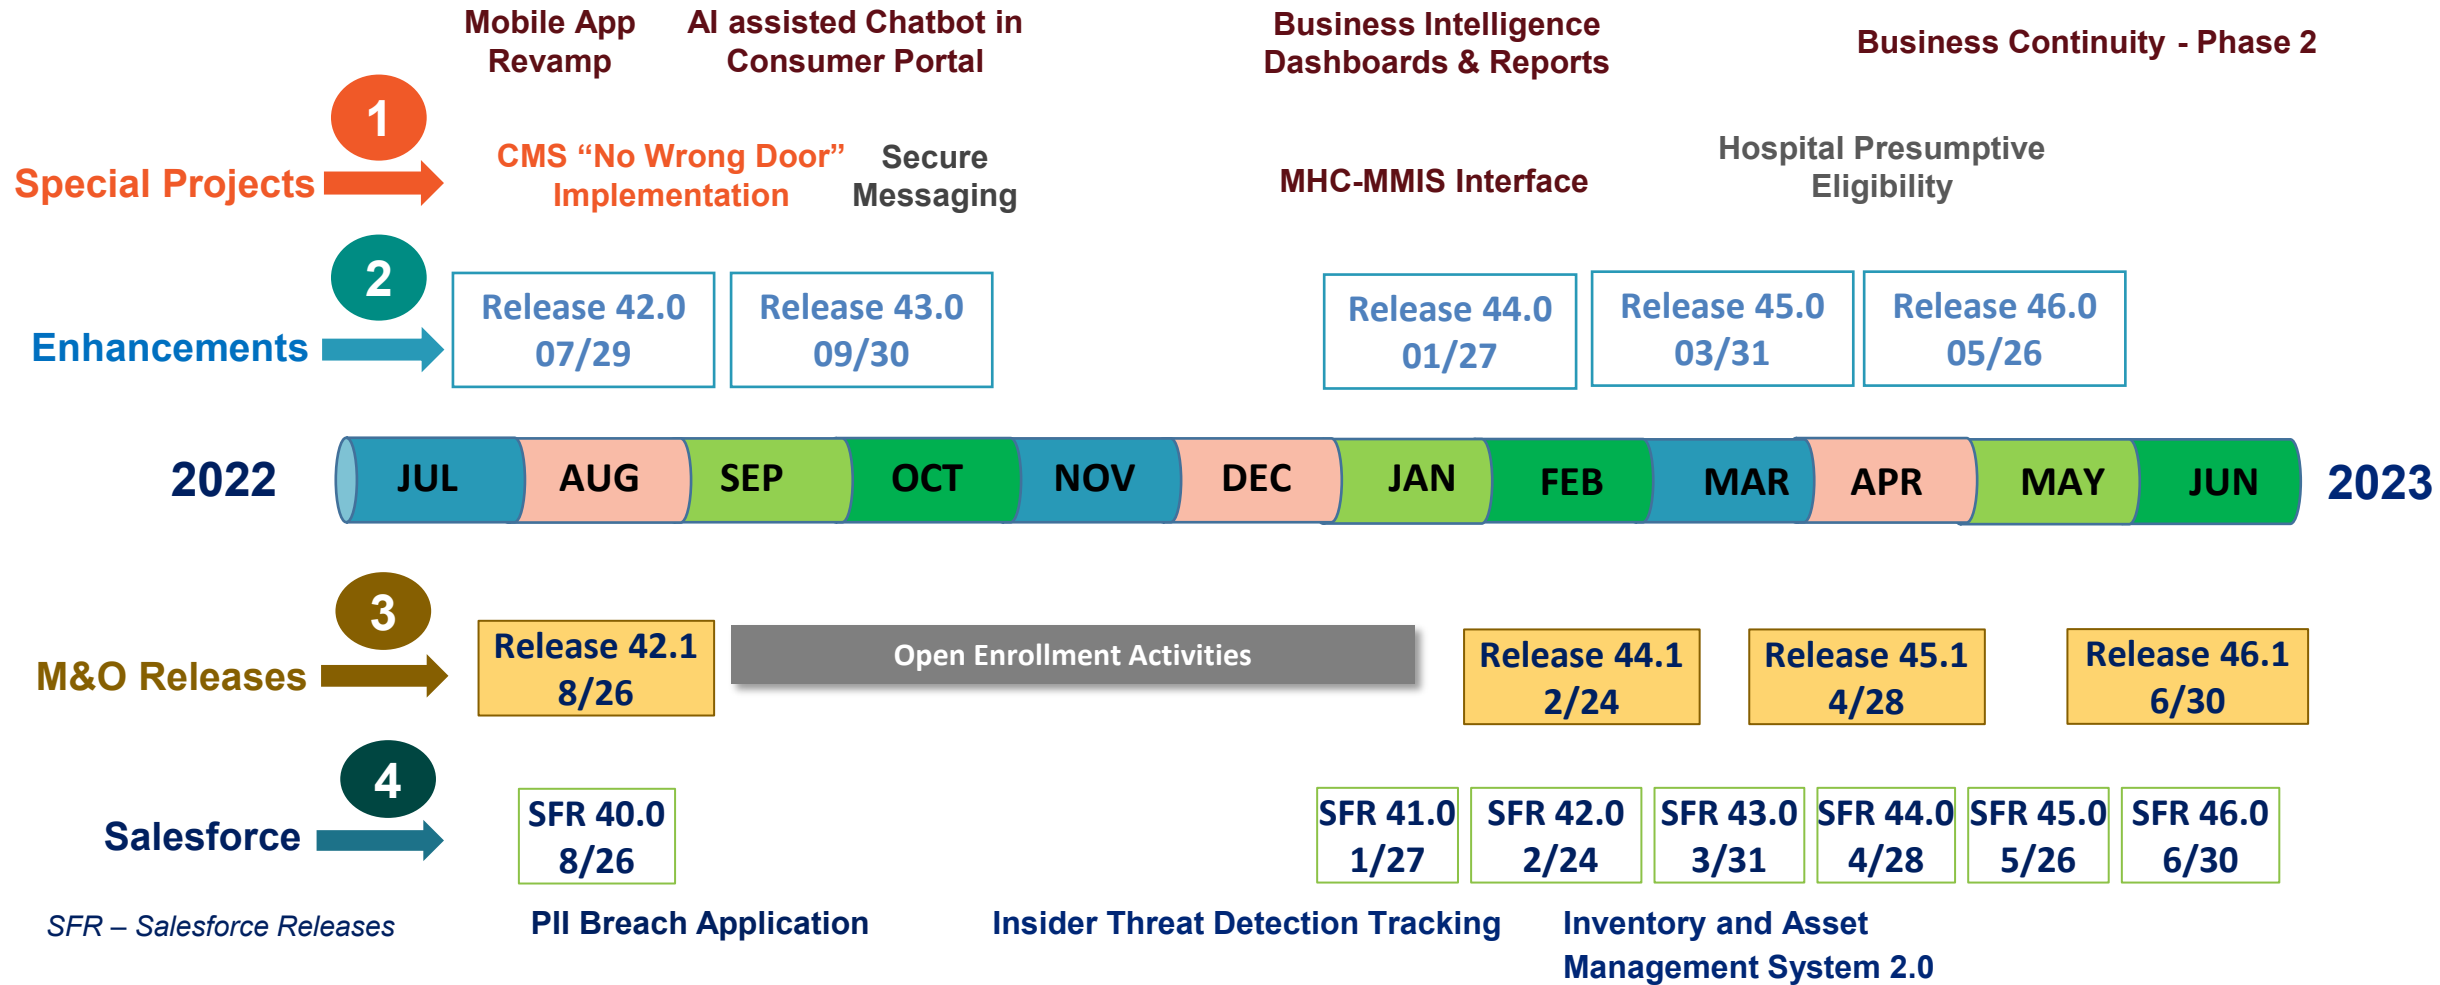 Mobile App
Revamp
AI assisted Chatbot in
Consumer Portal
Business Intelligence
Dashboards & Reports
Business Continuity - Phase 2
1
Special Projects
CMS “No Wrong Door”
Implementation
Secure
Messaging
MHC-MMIS Interface
Hospital Presumptive
Eligibility
2
Enhancements
Release 42.0
07/29
Release 43.0
09/30
Release 44.0
01/27
Release 45.0
03/31
Release 46.0
05/26
2022
JUL
AUG
SEP
OCT
NOV
DEC
JAN
FEB
MAR
APR
MAY
JUN
2023
3
M&O Releases
Release 42.1
8/26
Open Enrollment Activities
Release 44.1
2/24
Release 45.1
4/28
Release 46.1
6/30
4
Salesforce
SFR 40.0
8/26
SFR 41.0
1/27
SFR 42.0
2/24
SFR 43.0
3/31
SFR 44.0
4/28
SFR 45.0
5/26
SFR 46.0
6/30
SFR – Salesforce Releases
PII Breach Application
Insider Threat Detection Tracking
Inventory and Asset
Management System 2.0